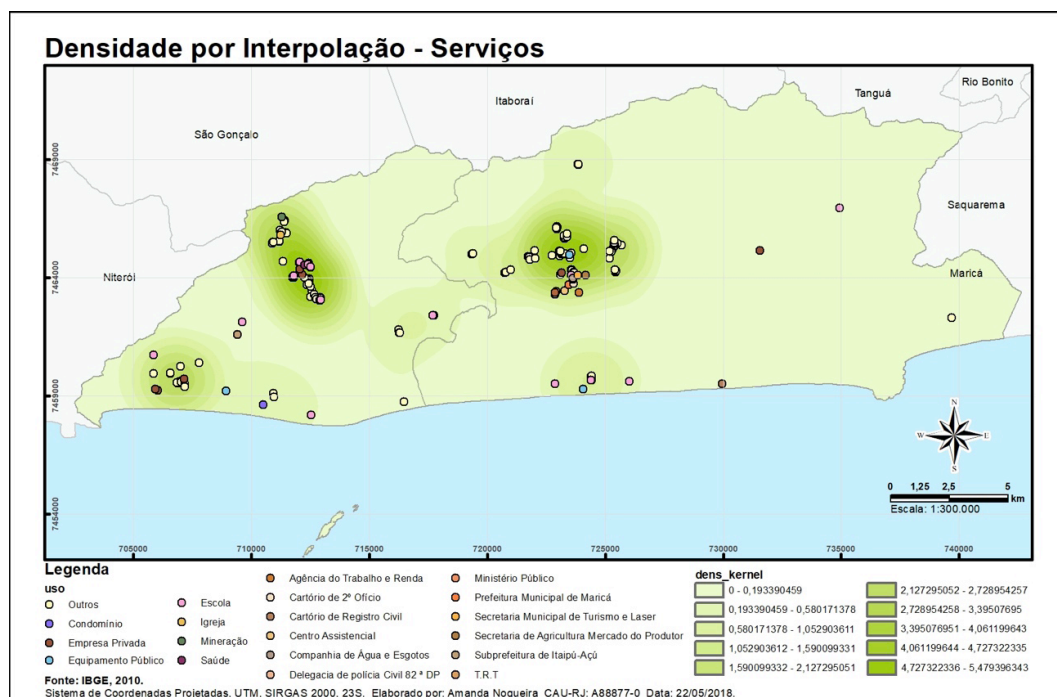 Densidade por Interpolação - Serviços
Rio Bonito
Tanguá
Itaboraí
São Gonçalo
Saquarema
Niterói
Maricá
7469000
7464000
7459000
7454000
N
W
E
S
0 1,25 2,5 5
km
Escala: 1:300.000
705000 710000 715000 720000 725000 730000 735000 740000
Legenda
uso
Outros
Condomínio
Empresa Privada
Equipamento Público
Escola
Igreja
Mineração
Saúde
Agência do Trabalho e Renda
Cartório de 2º Ofício
Cartório de Registro Civil
Centro Assistencial
Companhia de Água e Esgotos
Delegacia de polícia Civil 82 ª DP
Ministério Público
Prefeitura Municipal de Maricá
Secretaria Municipal de Turismo e Laser
Secretaria de Agricultura Mercado do Produtor
Subprefeitura de Itaipú-Açú
T.R.T
dens_kernel
0 - 0,193390459
0,193390459 - 0,580171378
0,580171378 - 1,052903611
1,052903612 - 1,590099331
1,590099332 - 2,127295051
2,127295052 - 2,728954257
2,728954258 - 3,39507695
3,395076951 - 4,061199643
4,061199644 - 4,727322335
4,727322336 - 5,479396343
Fonte: IBGE, 2010.
Sistema de Coordenadas Projetadas, UTM, SIRGAS 2000, 23S. Elaborado por: Amanda Nogueira CAU-RJ: A88877-0 Data: 22/05/2018.